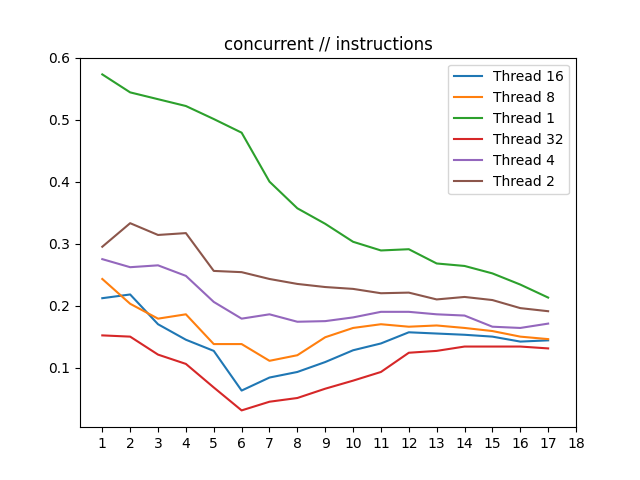 concurrent // instructions
0.6
0.5
0.4
0.3
0.2
0.1
Thread 16
Thread 8
Thread 1
Thread 32
Thread 4
Thread 2
1 2 3 4 5 6 7 8 9 10 11 12 13 14 15 16 17 18